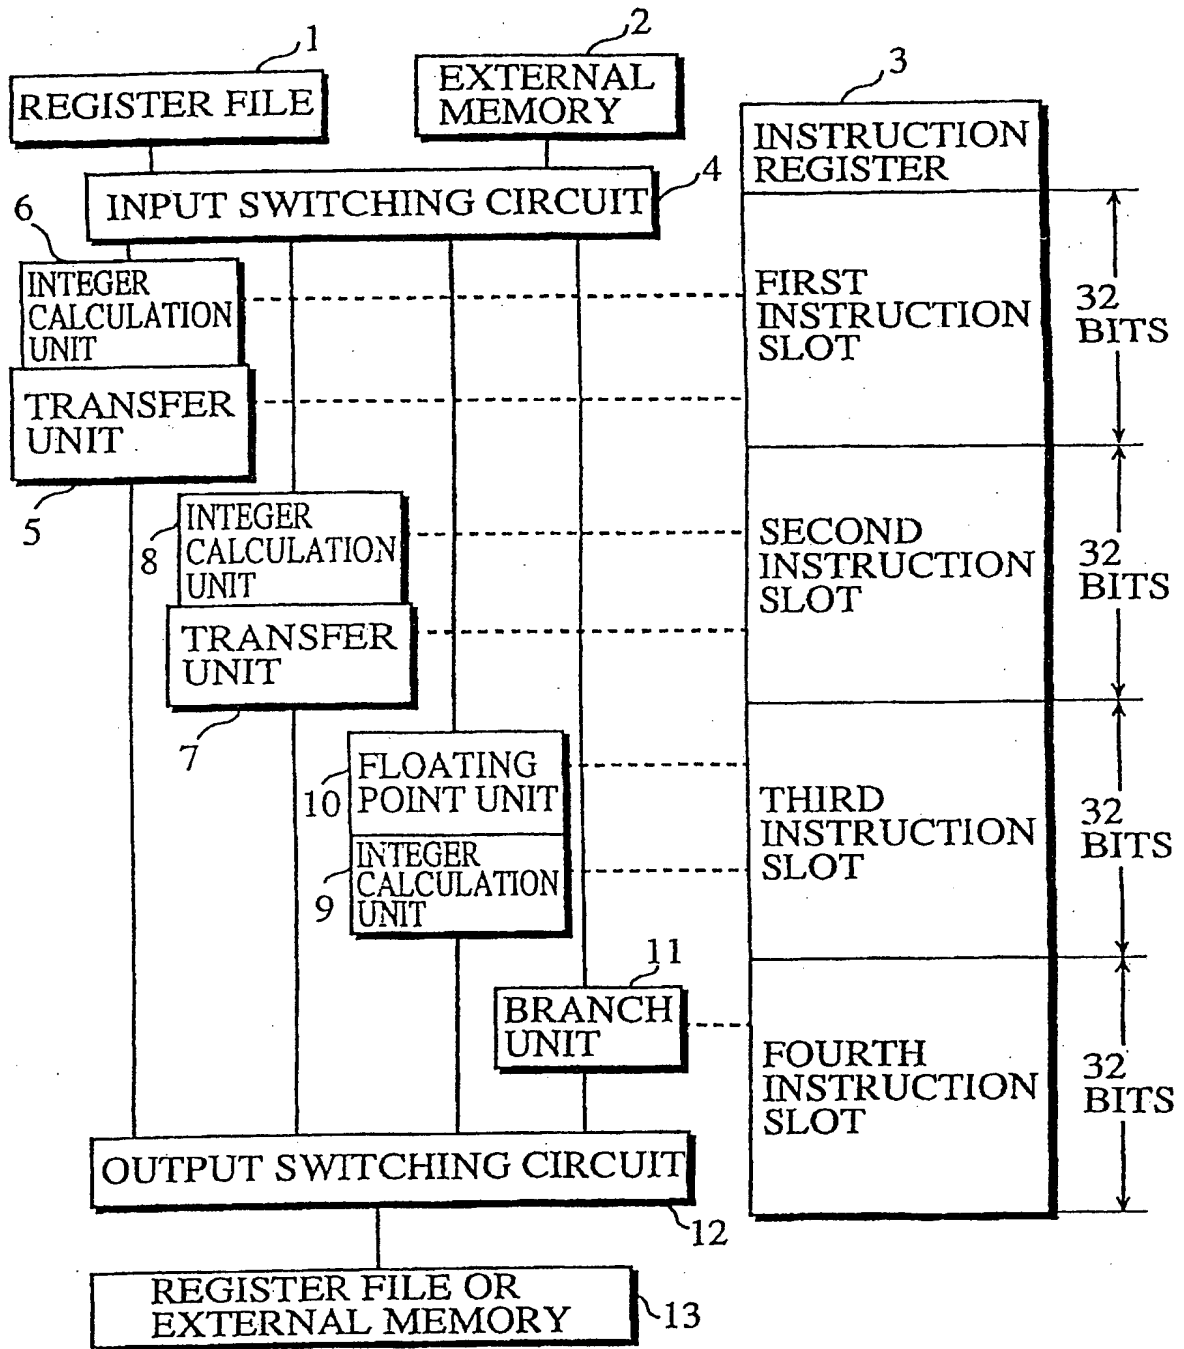 1
REGISTER FILE
2
EXTERNAL
MEMORY
3
INSTRUCTION
REGISTER
4
INPUT SWITCHING CIRCUIT
6
INTEGER
CALCULATION
UNIT
TRANSFER
UNIT
5
FIRST
INSTRUCTION
SLOT
32
BITS
8
INTEGER
CALCULATION
UNIT
TRANSFER
UNIT
7
SECOND
INSTRUCTION
SLOT
32
BITS
10
FLOATING
POINT UNIT
9
INTEGER
CALCULATION
UNIT
THIRD
INSTRUCTION
SLOT
32
BITS
11
BRANCH
UNIT
FOURTH
INSTRUCTION
SLOT
32
BITS
OUTPUT SWITCHING CIRCUIT
12
REGISTER FILE OR
EXTERNAL MEMORY
13